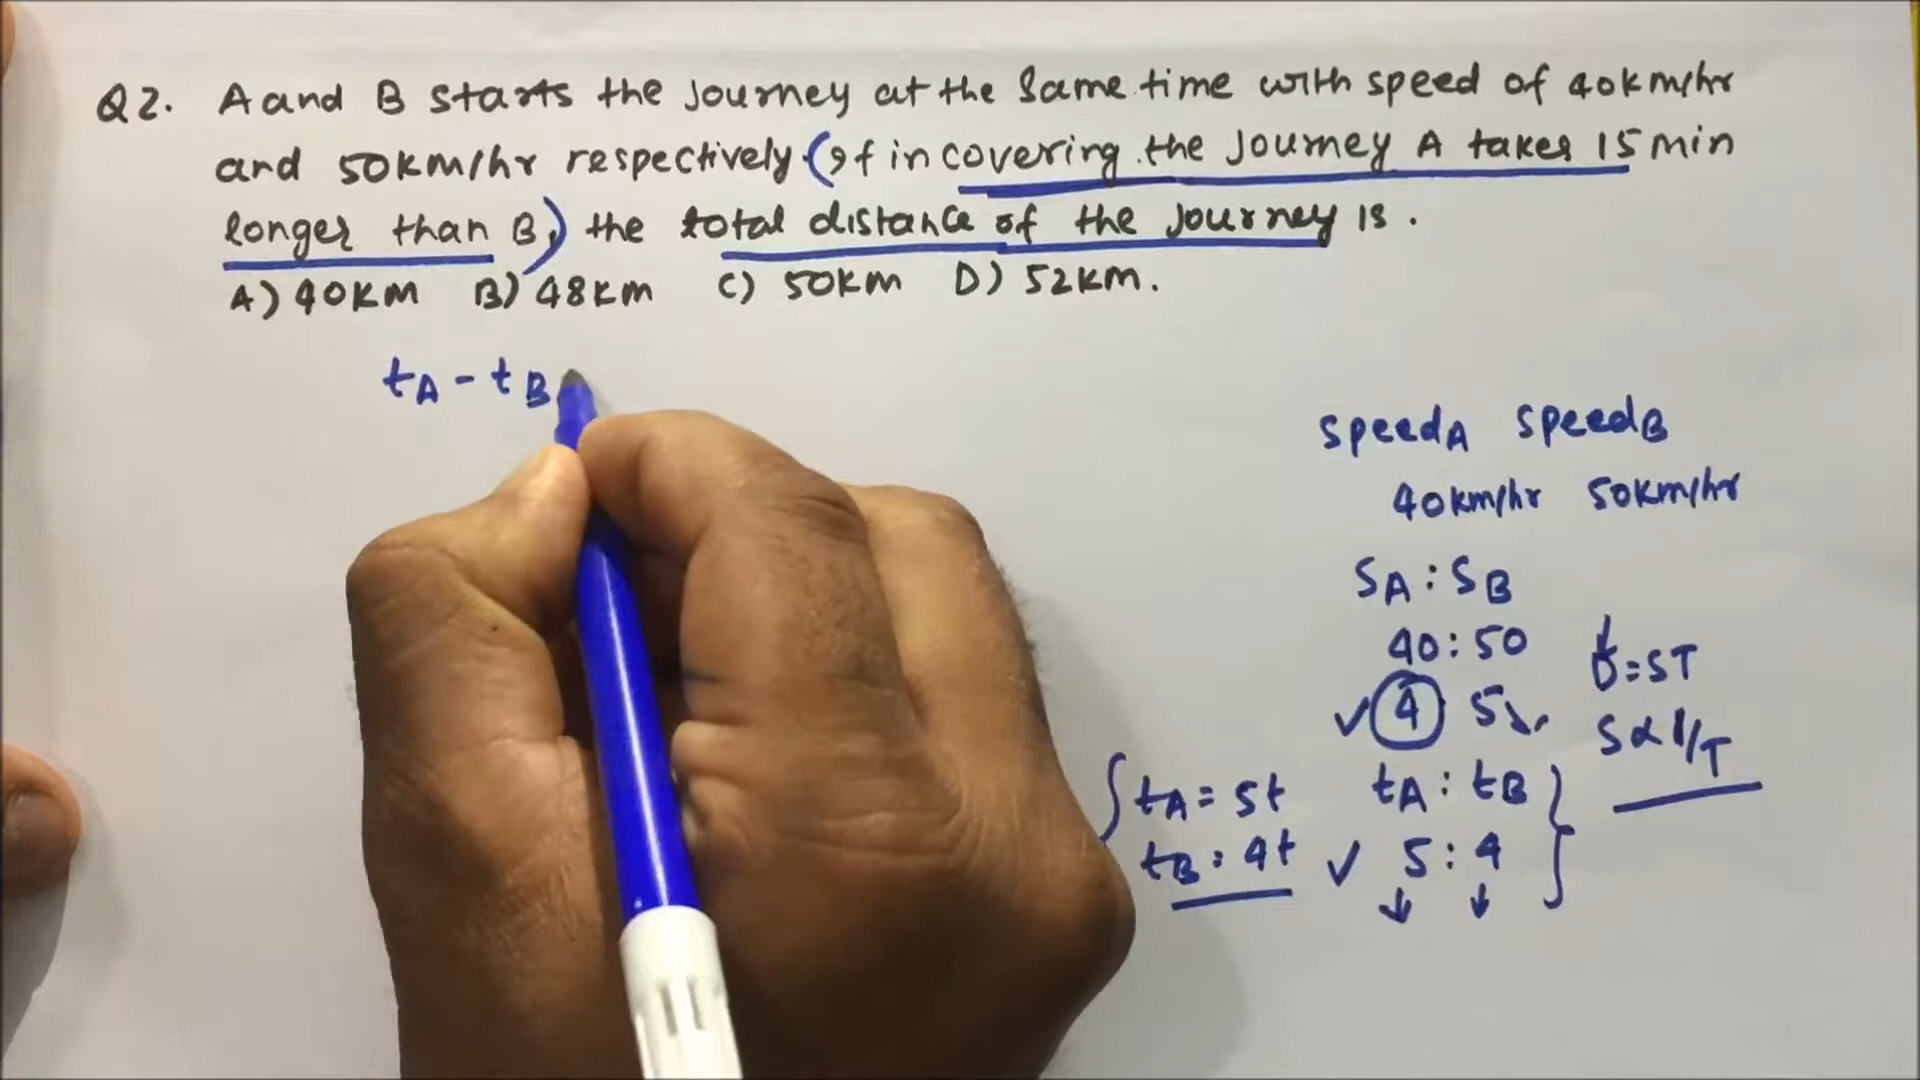 Q2. A and B starts the Journey at the Same time with speed of 40km/hr
and 50km/hr respectively. (If in covering the Journey A takes 15 min
longer than B,) the total distance of the Journey is.
A) 40km B) 48km C) 50km D) 52km.
tA - tB
SpeedA SpeedB
40km/hr 50km/hr
SA : SB
40 : 50 D = ST
✓ 4 5 S ∝ 1/T
tA = 5t tA : tB
tB : 4t ✓ 5 : 4